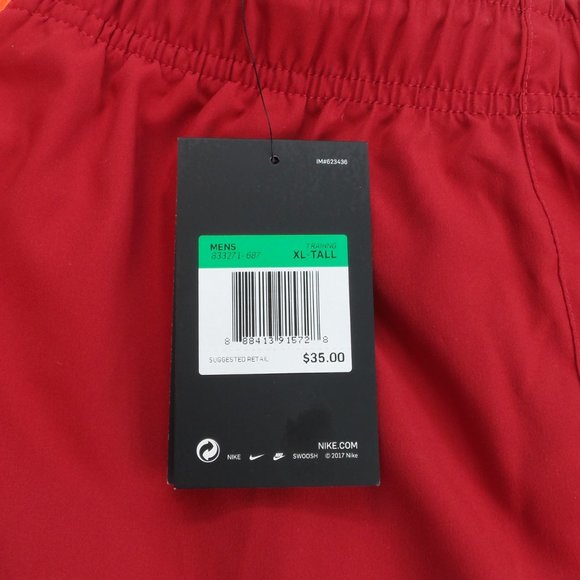 IM#623436
MENS TRAINING
833271-687 XL-TALL
8 88413 91572 8
SUGGESTED RETAIL $35.00
NIKE.COM
NIKE SWOOSH © 2017 Nike